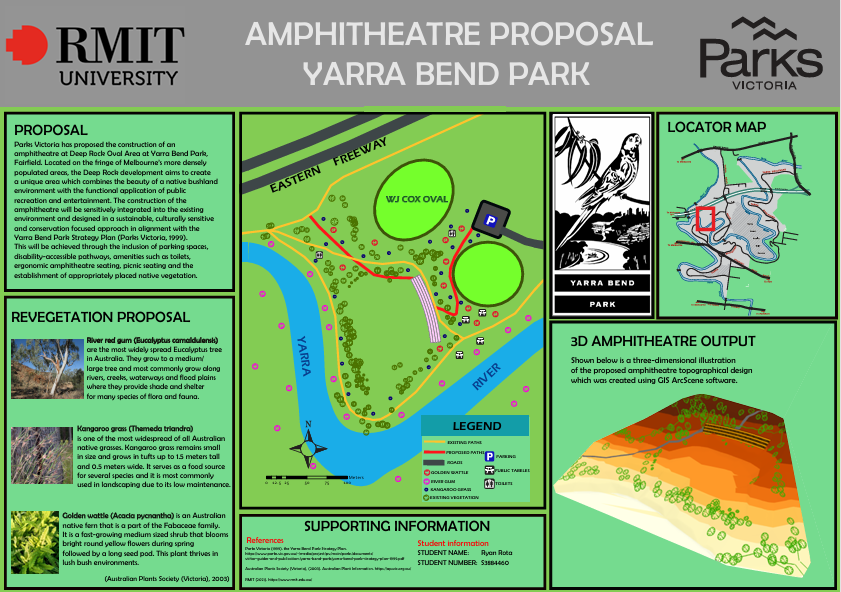 RMIT
UNIVERSITY
AMPHITHEATRE PROPOSAL
YARRA BEND PARK
Parks
VICTORIA
PROPOSAL
Parks Victoria has proposed the construction of an
amphitheatre at Deep Rock Oval Area at Yarra Bend Park,
Fairfield. Located on the fringe of Melbourne's more densely
populated areas, the Deep Rock development aims to create
a unique area which combines the beauty of a native bushland
environment with the functional application of public
recreation and entertainment. The construction of the
amphitheatre will be sensitively integrated into the existing
environment and designed in a sustainable, culturally sensitive
and conservation focused approach in alignment with the
Yarra Bend Park Strategy Plan (Parks Victoria, 1999).
This will be achieved through the inclusion of parking spaces,
disability-accessible pathways, amenities such as toilets,
ergonomic amphitheatre seating, picnic seating and the
establishment of appropriately placed native vegetation.
REVEGETATION PROPOSAL
River red gum (Eucalyptus camaldulensis)
are the most widely spread Eucalyptus tree
in Australia. They grow to a medium/
large tree and most commonly grow along
rivers, creeks, waterways and flood plains
where they provide shade and shelter
for many species of flora and fauna.
Kangaroo grass (Themeda triandra)
is one of the most widespread of all Australian
native grasses. Kangaroo grass remains small
in size and grows in tufts up to 1.5 meters tall
and 0.5 meters wide. It serves as a food source
for several species and it is most commonly
used in landscaping due to its low maintenance.
Golden wattle (Acacia pycnantha) is an Australian
native fern that is a part of the Fabaceae family.
It is a fast-growing medium sized shrub that blooms
bright round yellow flowers during spring
followed by a long seed pod. This plant thrives in
lush bush environments.
(Australian Plants Society (Victoria), 2003)
EASTERN FREEWAY
WJ COX OVAL
P
YARRA
RIVER
N
Meters
LEGEND
EXISTING PATHS
PROPOSED PATHS
ROADS
GOLDEN WATTLE
RIVER GUM
KANGAROO GRASS
EXISTING VEGETATION
P PARKING
PUBLIC TABLES
TOILETS
SUPPORTING INFORMATION
References
Parks Victoria (1999). the Yarra Bend Park Strategy Plan.
Australian Plants Society (Victoria), (2003). Australian Plant Information.
RMIT (2021). https://www.rmit.edu.au/
Student information
STUDENT NAME: Ryan Rota
STUDENT NUMBER: S3884460
YARRA BEND
PARK
LOCATOR MAP
3D AMPHITHEATRE OUTPUT
Shown below is a three-dimensional illustration
of the proposed amphitheatre topographical design
which was created using GIS ArcScene software.